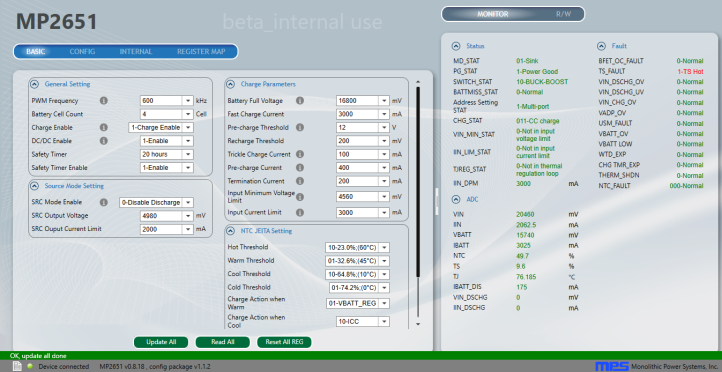 MP2651
beta_internal use
MONITOR R/W
BASIC CONFIG INTERNAL REGISTER MAP
General Setting
PWM Frequency 600 kHz
Battery Cell Count 4 Cell
Charge Enable 1-Charge Enable
DC/DC Enable 1-Enable
Safety Timer 20 hours
Safety Timer Enable 1-Enable
Source Mode Setting
SRC Mode Enable 0-Disable Discharge
SRC Output Voltage 4980 mV
SRC Ouput Current Limit 2000 mA
Charge Parameters
Battery Full Voltage 16800 mV
Fast Charge Current 3000 mA
Pre-charge Threshold 12 V
Recharge Threshold 200 mV
Trickle Charge Current 100 mA
Pre-charge Current 400 mA
Termination Current 200 mA
Input Minimum Voltage Limit 4560 mV
Input Current Limit 3000 mA
NTC JEITA Setting
Hot Threshold 10-23.0%;(60°C)
Warm Threshold 01-32.6%;(45°C)
Cool Threshold 10-64.8%;(10°C)
Cold Threshold 01-74.2%;(0°C)
Charge Action when Warm 01-VBATT_REG
Charge Action when Cool 10-ICC
Update All Read All Reset All REG
Status
MD_STAT 01-Sink
PG_STAT 1-Power Good
SWITCH_STAT 10-BUCK-BOOST
BATTMISS_STAT 0-Normal
Address Setting STAT 1-Multi-port
CHG_STAT 011-CC charge
VIN_MIN_STAT 0-Not in input voltage limit
IIN_LIM_STAT 0-Not in input current limit
TJREG_STAT 0-Not in thermal regulation loop
IIN_DPM 3000 mA
ADC
VIN 20460 mV
IIN 2062.5 mA
VBATT 15740 mV
IBATT 3025 mA
NTC 49.7 %
TS 9.6 %
TJ 76.185 °C
IBATT_DIS 175 mA
VIN_DSCHG 0 mV
IIN_DSCHG 0 mA
Fault
BFET_OC_FAULT 0-Normal
TS_FAULT 1-TS Hot
VIN_DSCHG_OV 0-Normal
VIN_DSCHG_UV 0-Normal
VIN_CHG_OV 0-Normal
VADP_OV 0-Normal
USM_FAULT 0-Normal
VBATT_OV 0-Normal
VBATT LOW 0-Normal
WTD_EXP 0-Normal
CHG TMR_EXP 0-Normal
THERM_SHDN 0-Normal
NTC_FAULT 000-Normal
OK, update all done
Device connected MP2651 v0.8.18 , config package v1.1.2
mps Monolithic Power Systems, Inc.